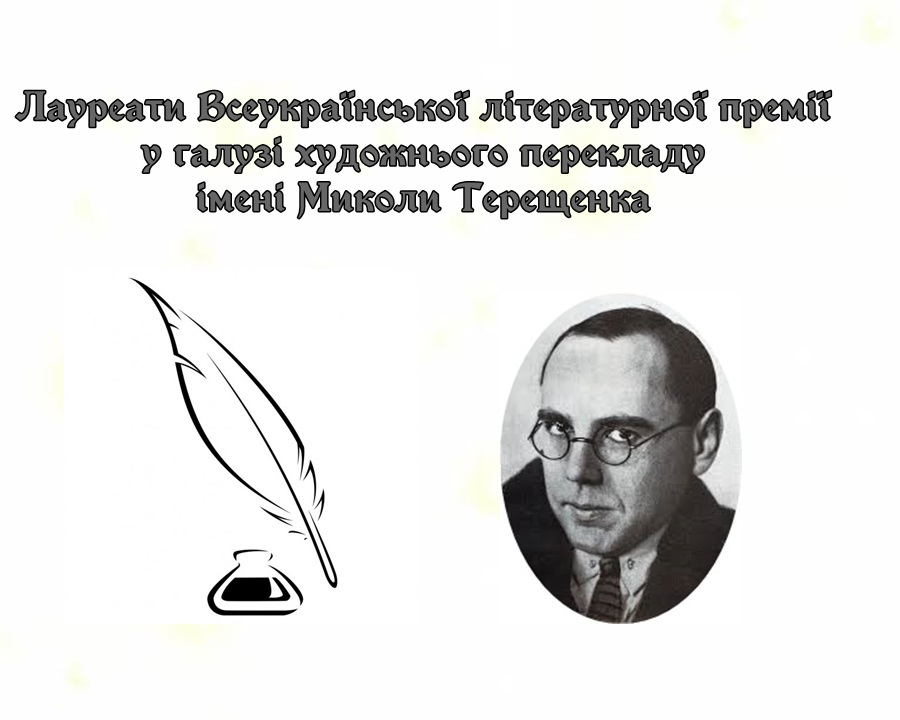 Лауреати Всеукраїнської літературної премії
у галузі художнього перекладу
імені Миколи Терещенка